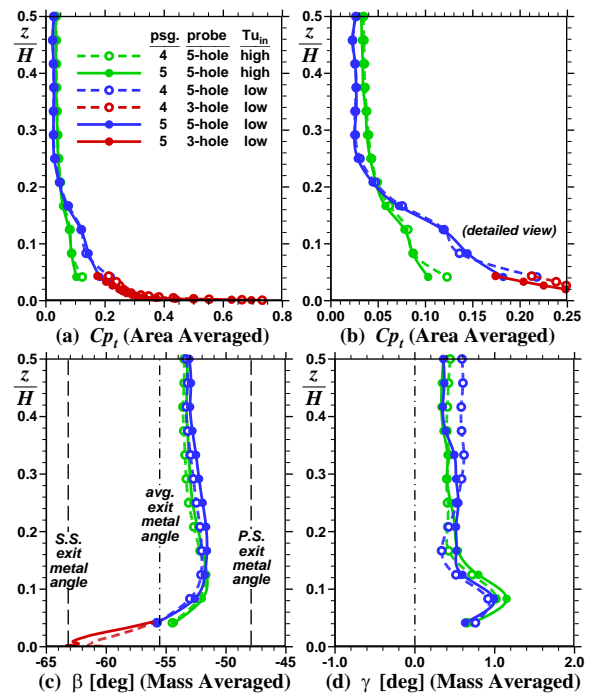 z/H
0.5
0.4
0.3
0.2
0.1
0.0
0.0 0.2 0.4 0.6 0.8
psg. probe Tu_in
4 5-hole high
5 5-hole high
4 5-hole low
4 3-hole low
5 5-hole low
5 3-hole low
(a) Cp_t (Area Averaged)
z/H
0.5
0.4
0.3
0.2
0.1
0.0
0.00 0.05 0.10 0.15 0.20 0.25
(detailed view)
(b) Cp_t (Area Averaged)
z/H
0.5
0.4
0.3
0.2
0.1
0.0
-65 -60 -55 -50 -45
S.S.
exit
metal
angle
avg.
exit
metal
angle
P.S.
exit
metal
angle
(c) β [deg] (Mass Averaged)
z/H
0.5
0.4
0.3
0.2
0.1
0.0
-1.0 0.0 1.0 2.0
(d) γ [deg] (Mass Averaged)